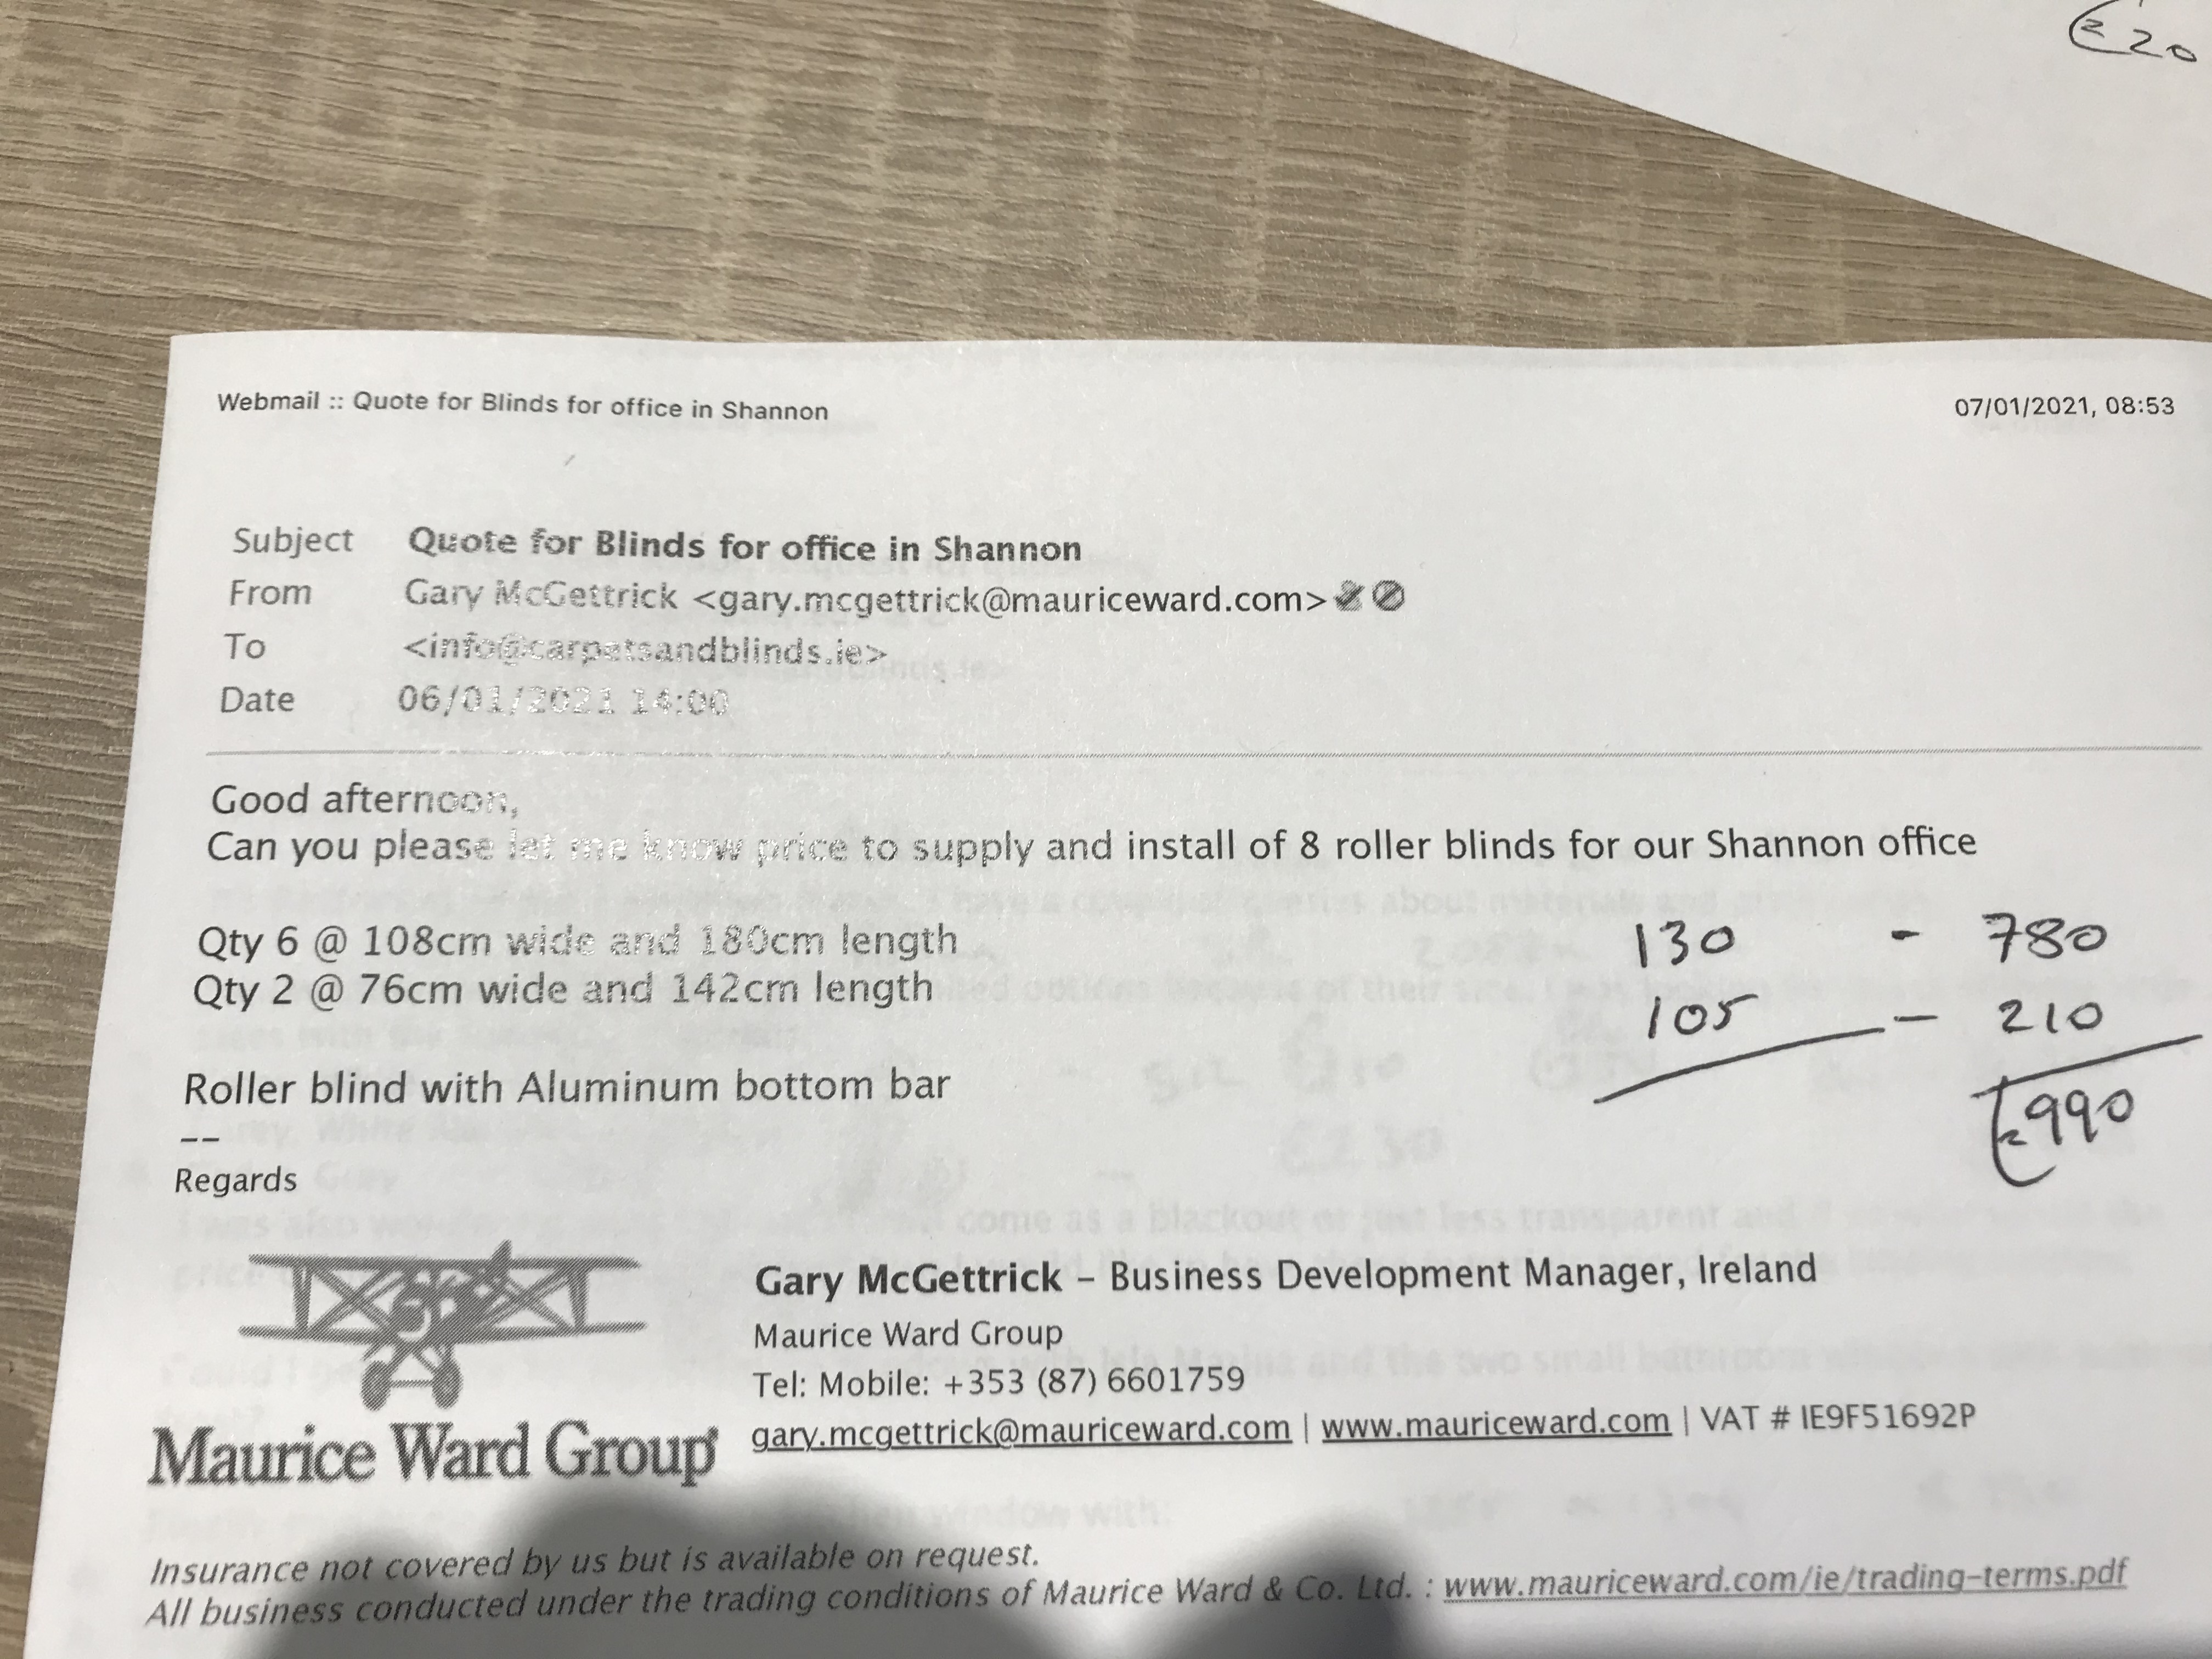 €20
Webmail :: Quote for Blinds for office in Shannon 07/01/2021, 08:53
Subject Quote for Blinds for office in Shannon
From Gary McGettrick <gary.mcgettrick@mauriceward.com>
To <info@carpetsandblinds.ie>
Date 06/01/2021 14:00
Good afternoon,
Can you please let me know price to supply and install of 8 roller blinds for our Shannon office
Qty 6 @ 108cm wide and 180cm length 130 - 780
Qty 2 @ 76cm wide and 142cm length 105 - 210
Roller blind with Aluminum bottom bar €990
--
Regards
Gary McGettrick – Business Development Manager, Ireland
Maurice Ward Group
Tel: Mobile: +353 (87) 6601759
gary.mcgettrick@mauriceward.com | www.mauriceward.com | VAT # IE9F51692P
Maurice Ward Group
Insurance not covered by us but is available on request.
All business conducted under the trading conditions of Maurice Ward & Co. Ltd. : www.mauriceward.com/ie/trading-terms.pdf